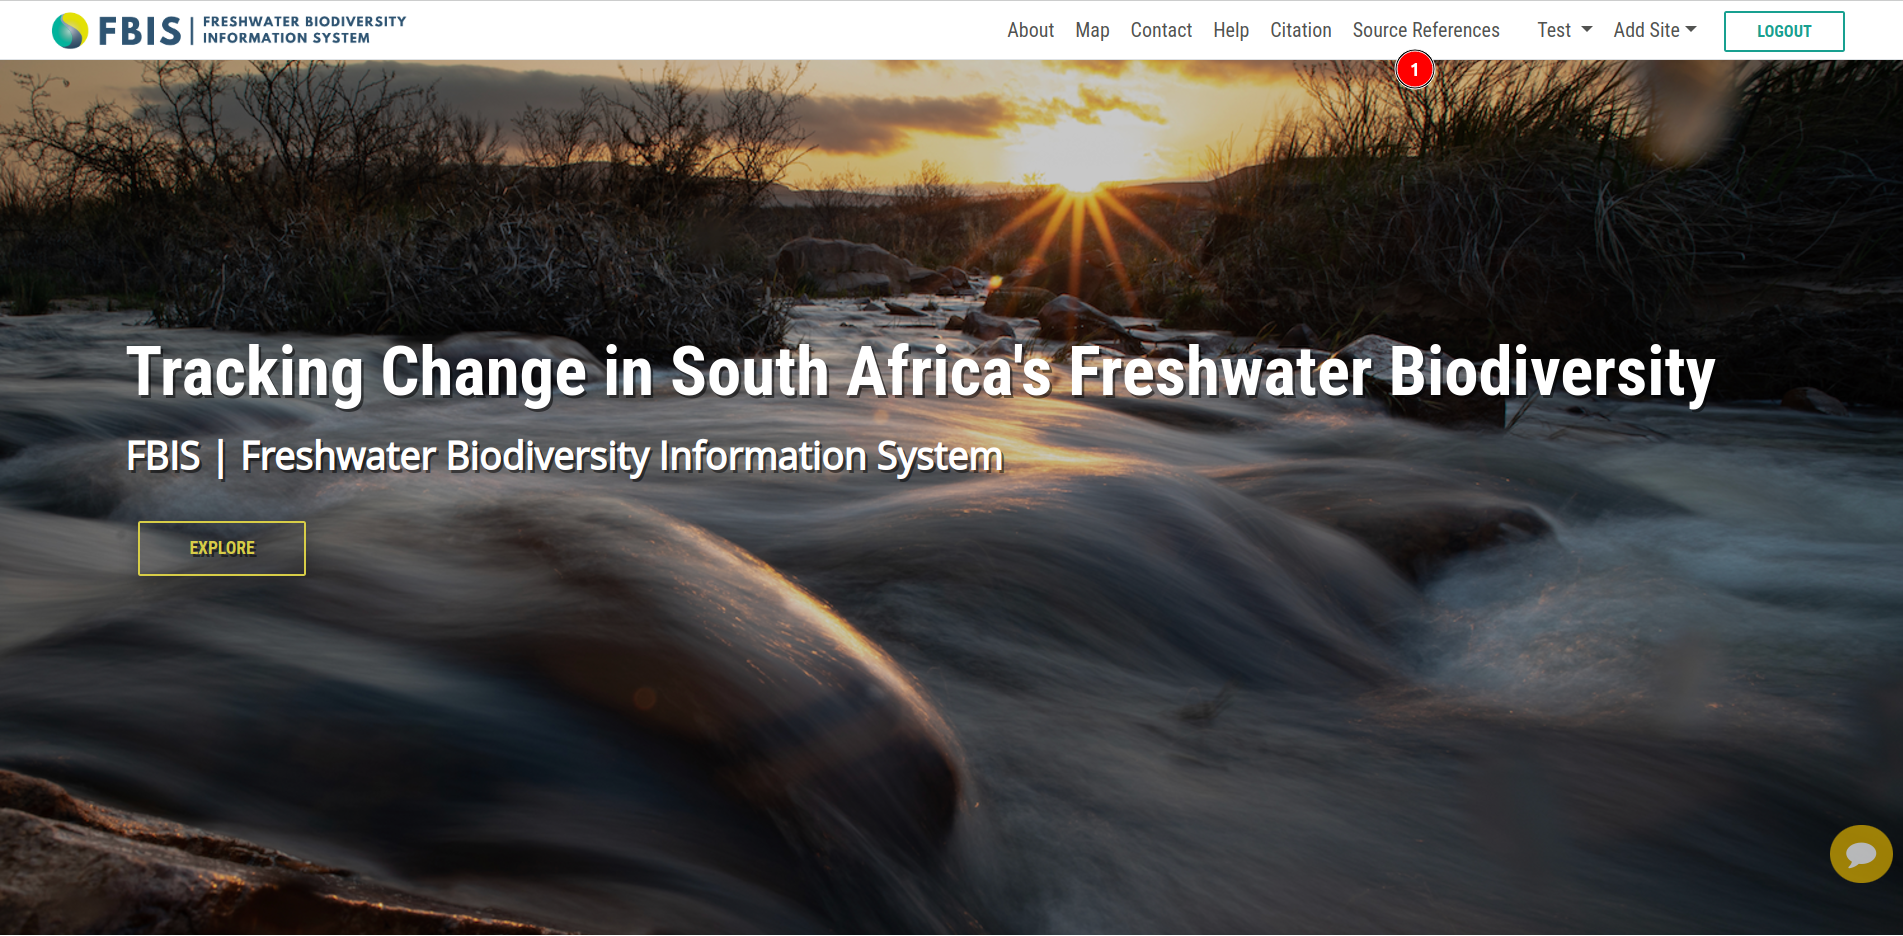 FBIS | FRESHWATER BIODIVERSITY
INFORMATION SYSTEM
About Map Contact Help Citation Source References Test Add Site LOGOUT
1
Tracking Change in South Africa's Freshwater Biodiversity
FBIS | Freshwater Biodiversity Information System
EXPLORE